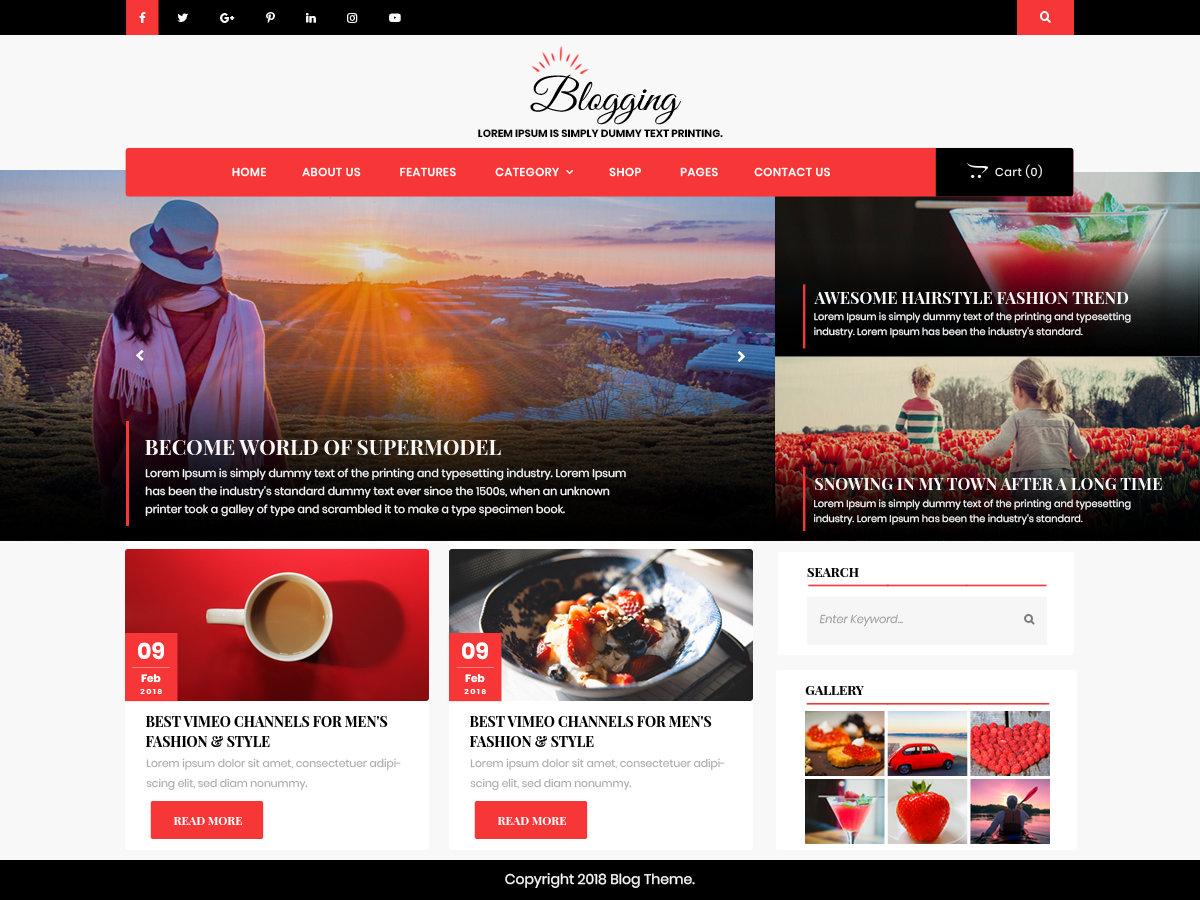 Blogging
LOREM IPSUM IS SIMPLY DUMMY TEXT PRINTING.
HOME ABOUT US FEATURES CATEGORY SHOP PAGES CONTACT US Cart (0)
BECOME WORLD OF SUPERMODEL
Lorem Ipsum is simply dummy text of the printing and typesetting industry. Lorem Ipsum
has been the industry's standard dummy text ever since the 1500s, when an unknown
printer took a galley of type and scrambled it to make a type specimen book.
AWESOME HAIRSTYLE FASHION TREND
Lorem Ipsum is simply dummy text of the printing and typesetting
industry. Lorem Ipsum has been the industry's standard.
SNOWING IN MY TOWN AFTER A LONG TIME
Lorem Ipsum is simply dummy text of the printing and typesetting
industry. Lorem Ipsum has been the industry's standard.
09
Feb
2018
BEST VIMEO CHANNELS FOR MEN'S
FASHION & STYLE
Lorem ipsum dolor sit amet, consectetuer adipi-
scing elit, sed diam nonummy.
READ MORE
09
Feb
2018
BEST VIMEO CHANNELS FOR MEN'S
FASHION & STYLE
Lorem ipsum dolor sit amet, consectetuer adipi-
scing elit, sed diam nonummy.
READ MORE
SEARCH
Enter Keyword...
GALLERY
Copyright 2018 Blog Theme.